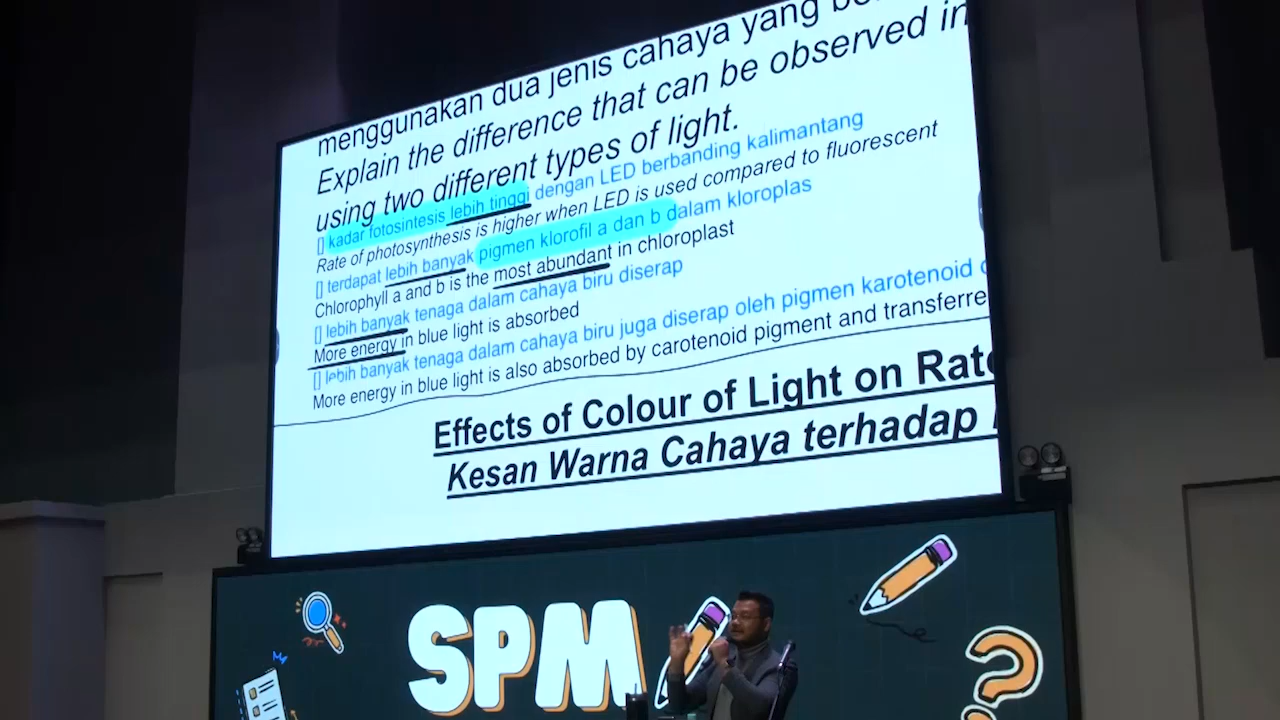 menggunakan dua jenis cahaya yang
Explain the difference that can be observed in
using two different types of light.
[] kadar fotosintesis lebih tinggi dengan LED berbanding kalimantang
Rate of photosynthesis is higher when LED is used compared to fluorescent
[] terdapat lebih banyak pigmen klorofil a dan b dalam kloroplas
Chlorophyll a and b is the most abundant in chloroplast
[] lebih banyak tenaga dalam cahaya biru diserap
More energy in blue light is absorbed
[] lebih banyak tenaga dalam cahaya biru juga diserap oleh pigmen karotenoid
More energy in blue light is also absorbed by carotenoid pigment and transferre
Effects of Colour of Light on Rat
Kesan Warna Cahaya terhadap
SPM